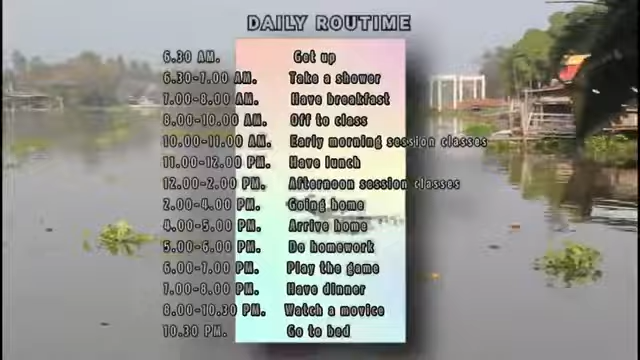 DAILY ROUTIME
6.30 AM. Get up
6.30-7.00 AM. Take a shower
7.00-8.00 AM. Have breakfast
8.00-10.00 AM. Off to class
10.00-11.00 AM. Early morning session classes
11.00-12.00 PM. Have lunch
12.00-2.00 PM. Afternoon session classes
2.00-4.00 PM. Going home
4.00-5.00 PM. Arrive home
5.00-6.00 PM. Do homework
6.00-7.00 PM. Play the game
7.00-8.00 PM. Have dinner
8.00-10.30 PM. Watch a movice
10.30 PM. Go to bed